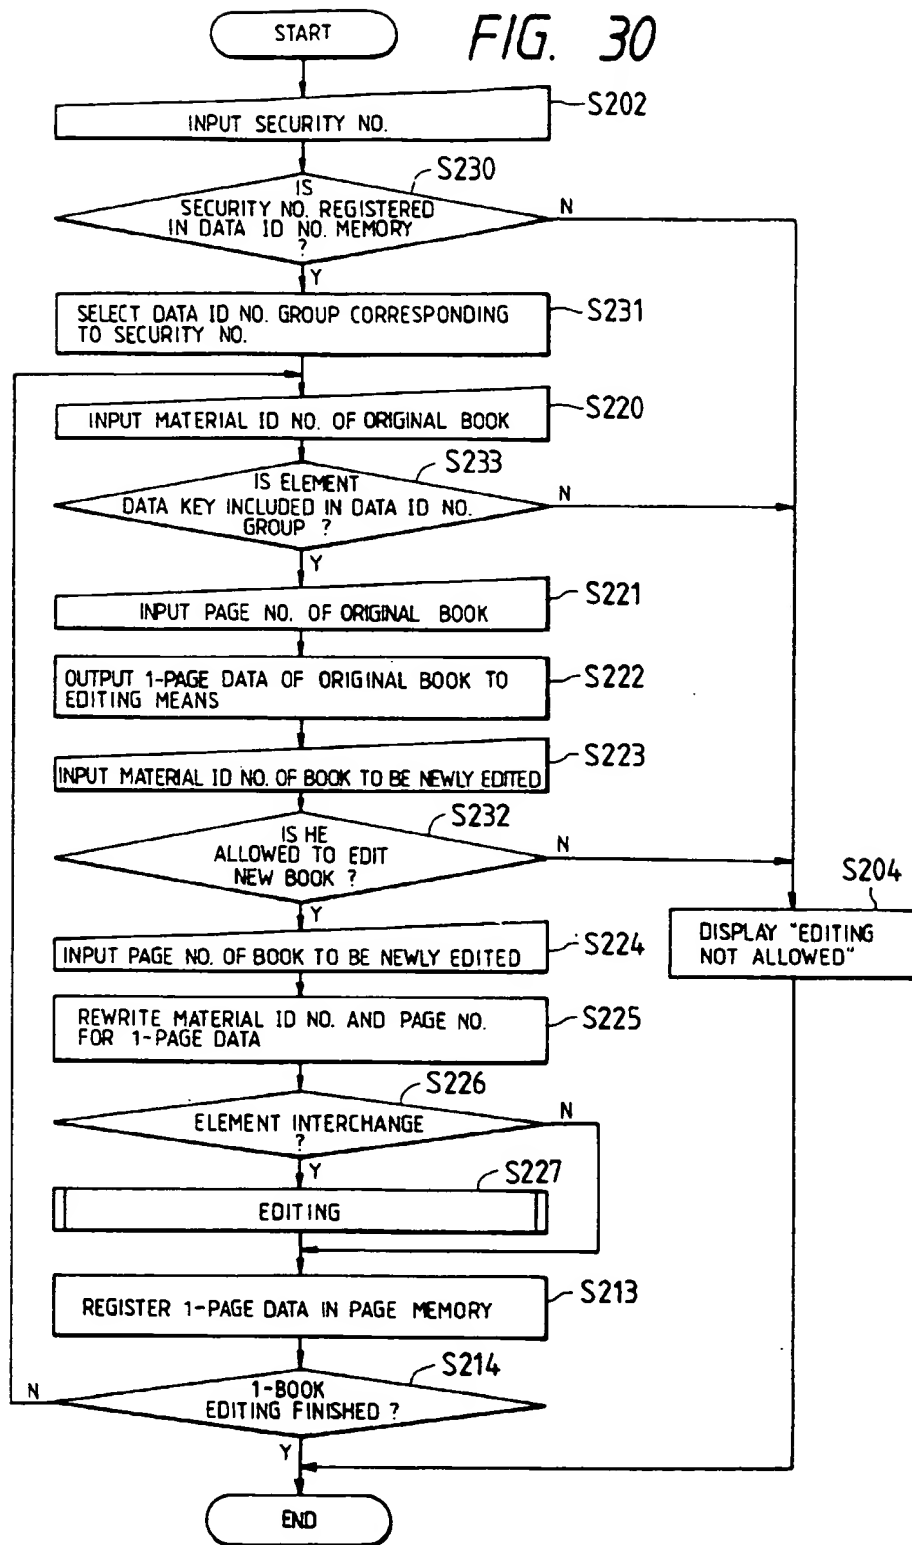 START
FIG. 30
INPUT SECURITY NO.
S202
S230
IS
SECURITY NO. REGISTERED
IN DATA ID NO. MEMORY
?
N
Y
SELECT DATA ID NO. GROUP CORRESPONDING
TO SECURITY NO.
S231
INPUT MATERIAL ID NO. OF ORIGINAL BOOK
S220
S233
IS ELEMENT
DATA KEY INCLUDED IN DATA ID NO.
GROUP ?
N
Y
INPUT PAGE NO. OF ORIGINAL BOOK
S221
OUTPUT 1-PAGE DATA OF ORIGINAL BOOK TO
EDITING MEANS
S222
INPUT MATERIAL ID NO. OF BOOK TO BE NEWLY EDITED
S223
S232
IS HE
ALLOWED TO EDIT
NEW BOOK ?
N
Y
S204
DISPLAY "EDITING
NOT ALLOWED"
INPUT PAGE NO. OF BOOK TO BE NEWLY EDITED
S224
REWRITE MATERIAL ID NO. AND PAGE NO.
FOR 1-PAGE DATA
S225
S226
ELEMENT INTERCHANGE
?
N
Y
S227
EDITING
REGISTER 1-PAGE DATA IN PAGE MEMORY
S213
S214
1-BOOK
EDITING FINISHED ?
N
Y
END